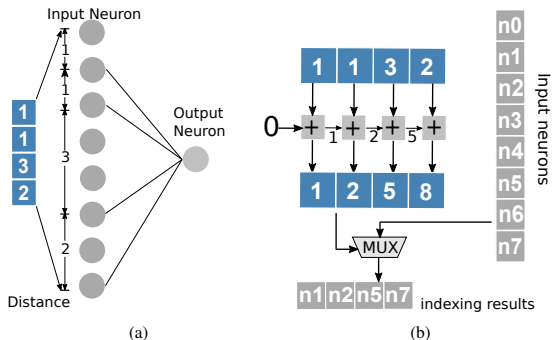 Input Neuron
1
1
3
2
1
1
3
2
Output
Neuron
Distance
(a)
1 1 3 2
0 + 1 + 2 + 5 +
1 2 5 8
MUX
n1 n2 n5 n7
indexing results
n0
n1
n2
n3
n4
n5
n6
n7
Input neurons
(b)